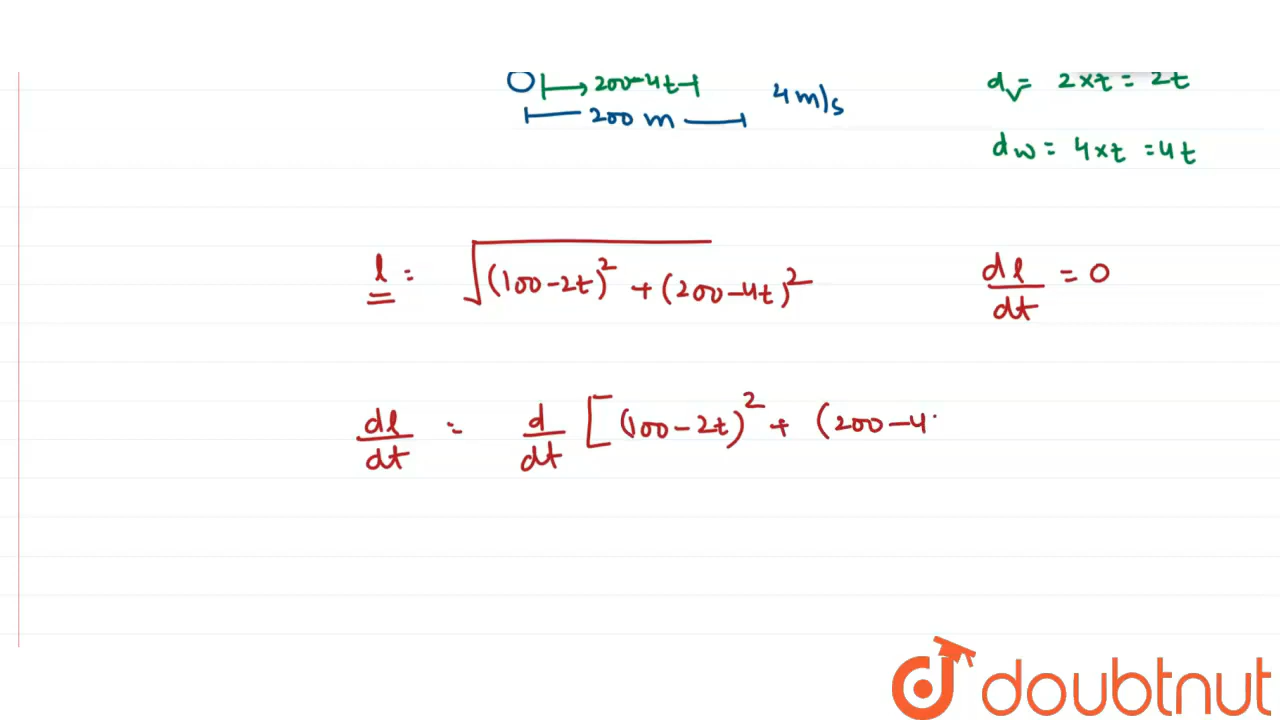 O |→ 200-4t-|
|— 200 m —| 4 m/s
dv = 2×t = 2t
dw = 4×t = 4t
l = √(100-2t)² + (200-4t)²
dl/dt = 0
dl/dt = d/dt [(100-2t)² + (200-4
doubtnut